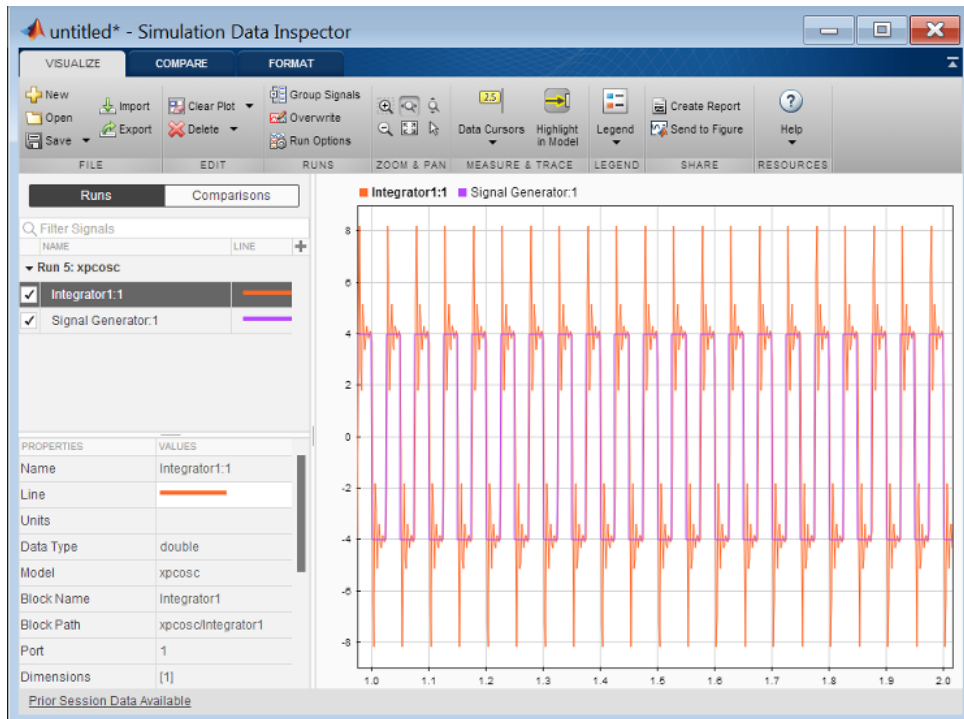 untitled* - Simulation Data Inspector
VISUALIZE COMPARE FORMAT
New
Open
Save
Import
Export
FILE
Clear Plot
Delete
EDIT
Group Signals
Overwrite
Run Options
RUNS
ZOOM & PAN
2.5
Data Cursors
Highlight
in Model
MEASURE & TRACE
Legend
LEGEND
Create Report
Send to Figure
SHARE
?
Help
RESOURCES
Runs Comparisons
Filter Signals
NAME LINE
Run 5: xpcosc
Integrator1:1
Signal Generator:1
PROPERTIES VALUES
Name Integrator1:1
Line
Units
Data Type double
Model xpcosc
Block Name Integrator1
Block Path xpcosc/Integrator1
Port 1
Dimensions [1]
Prior Session Data Available
Integrator1:1 Signal Generator:1
8
6
4
2
0
-2
-4
-6
-8
1.0 1.1 1.2 1.3 1.4 1.5 1.6 1.7 1.8 1.9 2.0